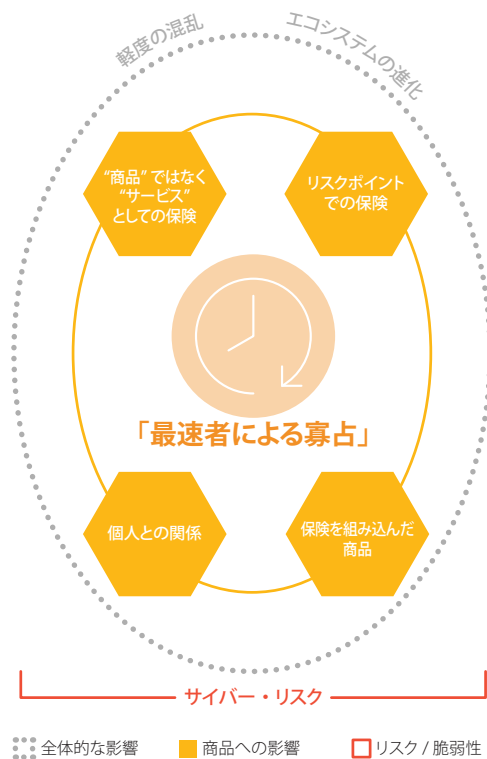 軽度の混乱
エコシステムの進化
“商品” ではなく
“サービス”
としての保険
リスクポイント
での保険
「最速者による寡占」
個人との関係
保険を組み込んだ
商品
サイバー・リスク
全体的な影響
商品への影響
リスク / 脆弱性